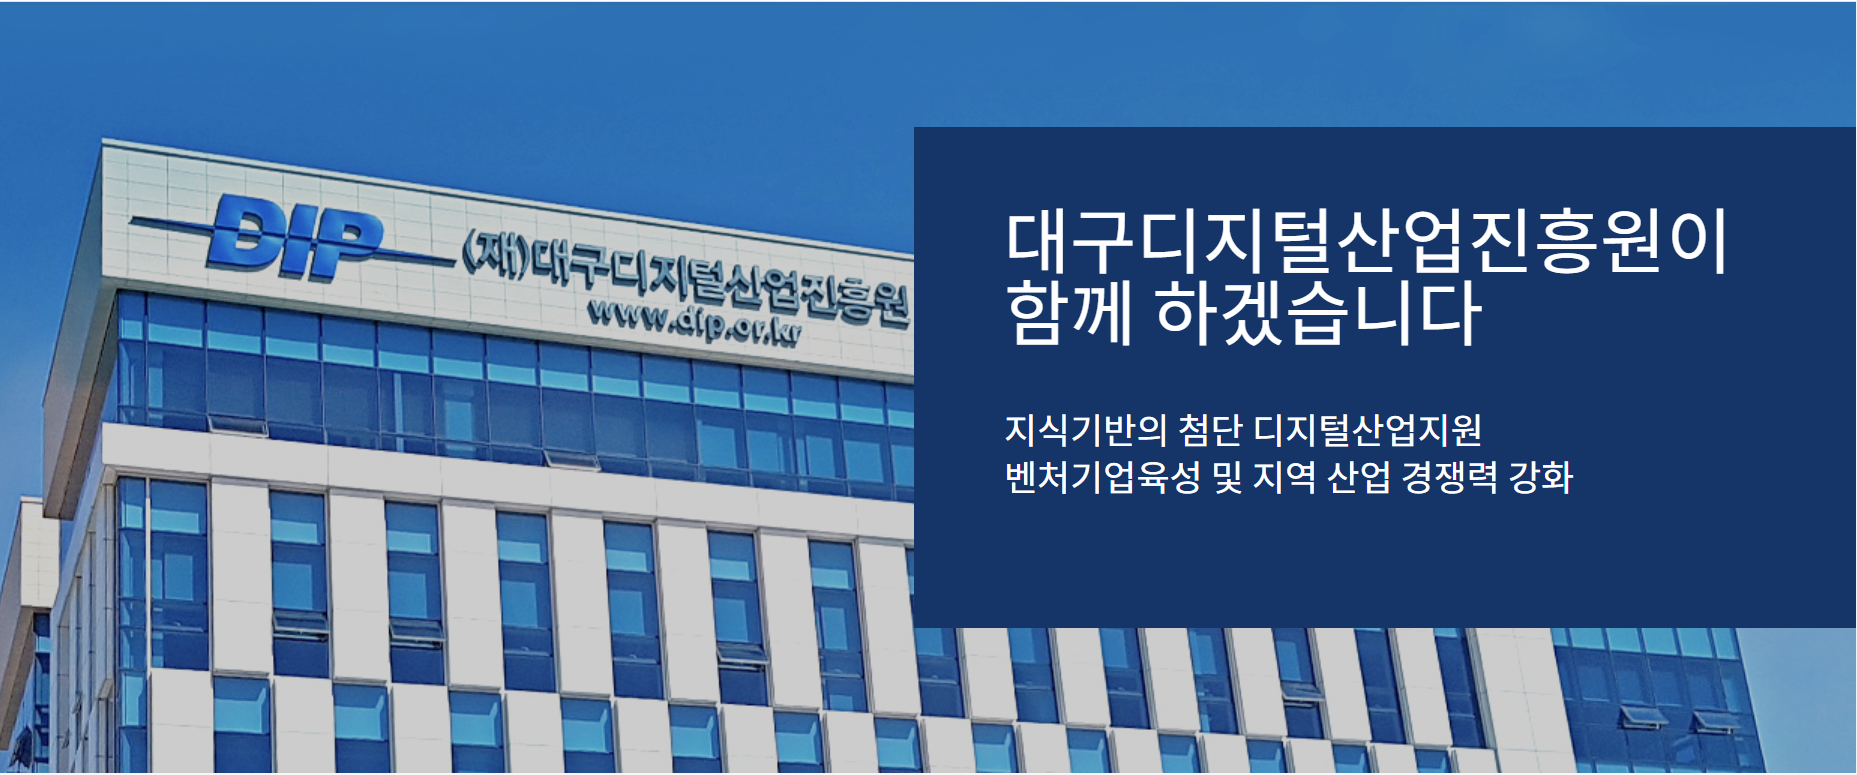 DIP
(재)대구디지털산업진흥원
www.dip.or.kr
대구디지털산업진흥원이
함께 하겠습니다
지식기반의 첨단 디지털산업지원
벤처기업육성 및 지역 산업 경쟁력 강화